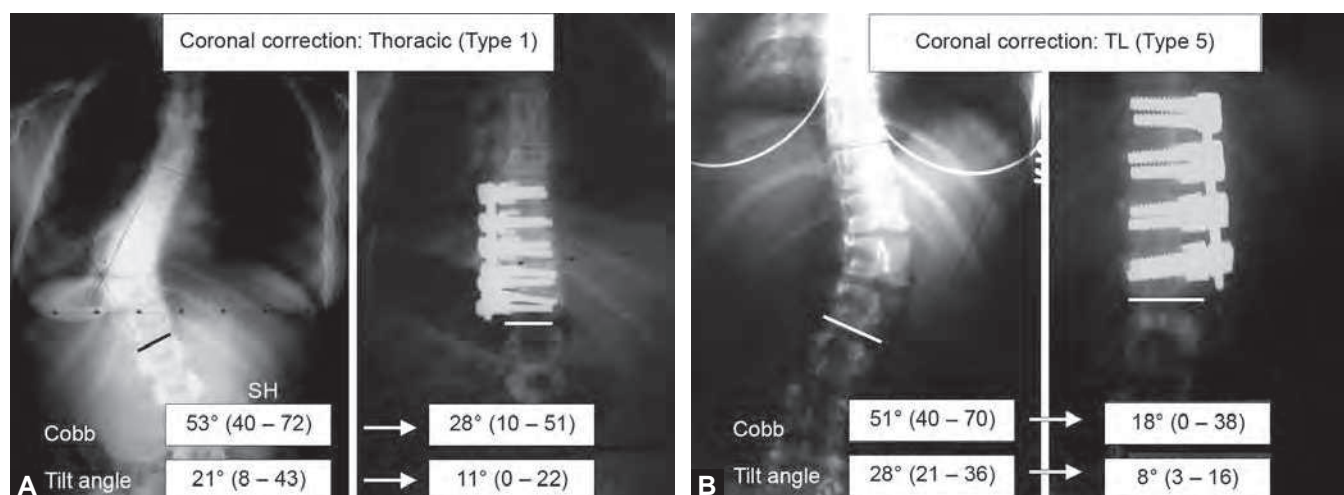 Coronal correction: Thoracic (Type 1)
SH
Cobb 53° (40 – 72) 28° (10 – 51)
Tilt angle 21° (8 – 43) 11° (0 – 22)
A
Coronal correction: TL (Type 5)
Cobb 51° (40 – 70) 18° (0 – 38)
Tilt angle 28° (21 – 36) 8° (3 – 16)
B